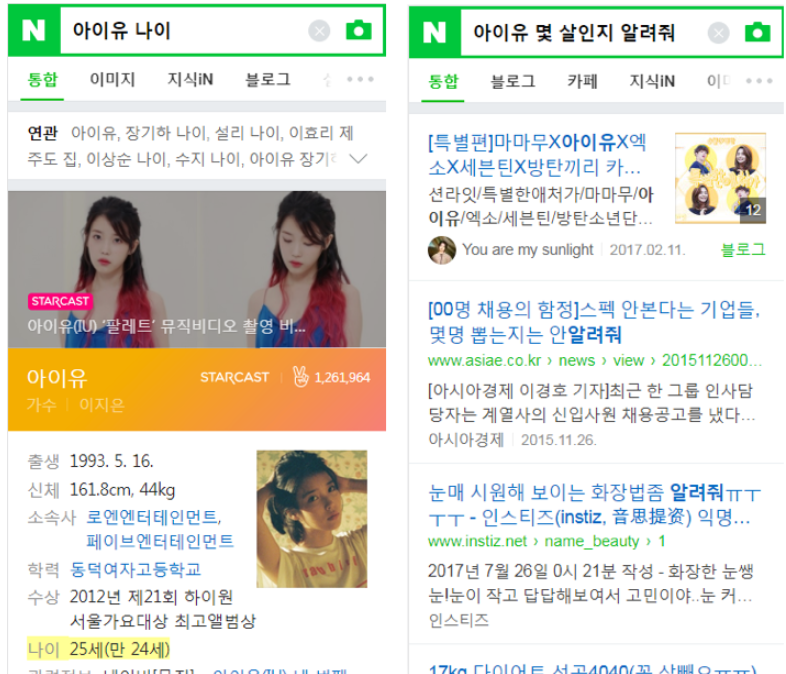 N 아이유 나이
통합 이미지 지식iN 블로그
연관 아이유, 장기하 나이, 설리 나이, 이효리 제
주도 집, 이상순 나이, 수지 나이, 아이유 장기
STARCAST
아이유(IU) '팔레트' 뮤직비디오 촬영 비...
아이유 STARCAST 1,261,964
가수 이지은
출생 1993. 5. 16.
신체 161.8cm, 44kg
소속사 로엔엔터테인먼트,
페이브엔터테인먼트
학력 동덕여자고등학교
수상 2012년 제21회 하이원
서울가요대상 최고앨범상
나이 25세(만 24세)
N 아이유 몇 살인지 알려줘
통합 블로그 카페 지식iN
[특별편]마마무X아이유X엑
소X세븐틴X방탄끼리 카...
션라잇/특별한애처가/마마무/아
이유/엑소/세븐틴/방탄소년단...
12
You are my sunlight 2017.02.11. 블로그
[00명 채용의 함정]스펙 안본다는 기업들,
몇명 뽑는지는 안알려줘
www.asiae.co.kr › news › view › 2015112600...
[아시아경제 이경호 기자]최근 한 그룹 인사담
당자는 계열사의 신입사원 채용공고를 냈다...
아시아경제 2015.11.26.
눈매 시원해 보이는 화장법좀 알려줘ㅠㅜ
ㅜㅜ - 인스티즈(instiz, 音思提资) 익명...
www.instiz.net › name_beauty › 1
2017년 7월 26일 0시 21분 작성 - 화장한 눈쌩
눈!눈이 작고 답답해보여서 고민이야..눈 커...
인스티즈